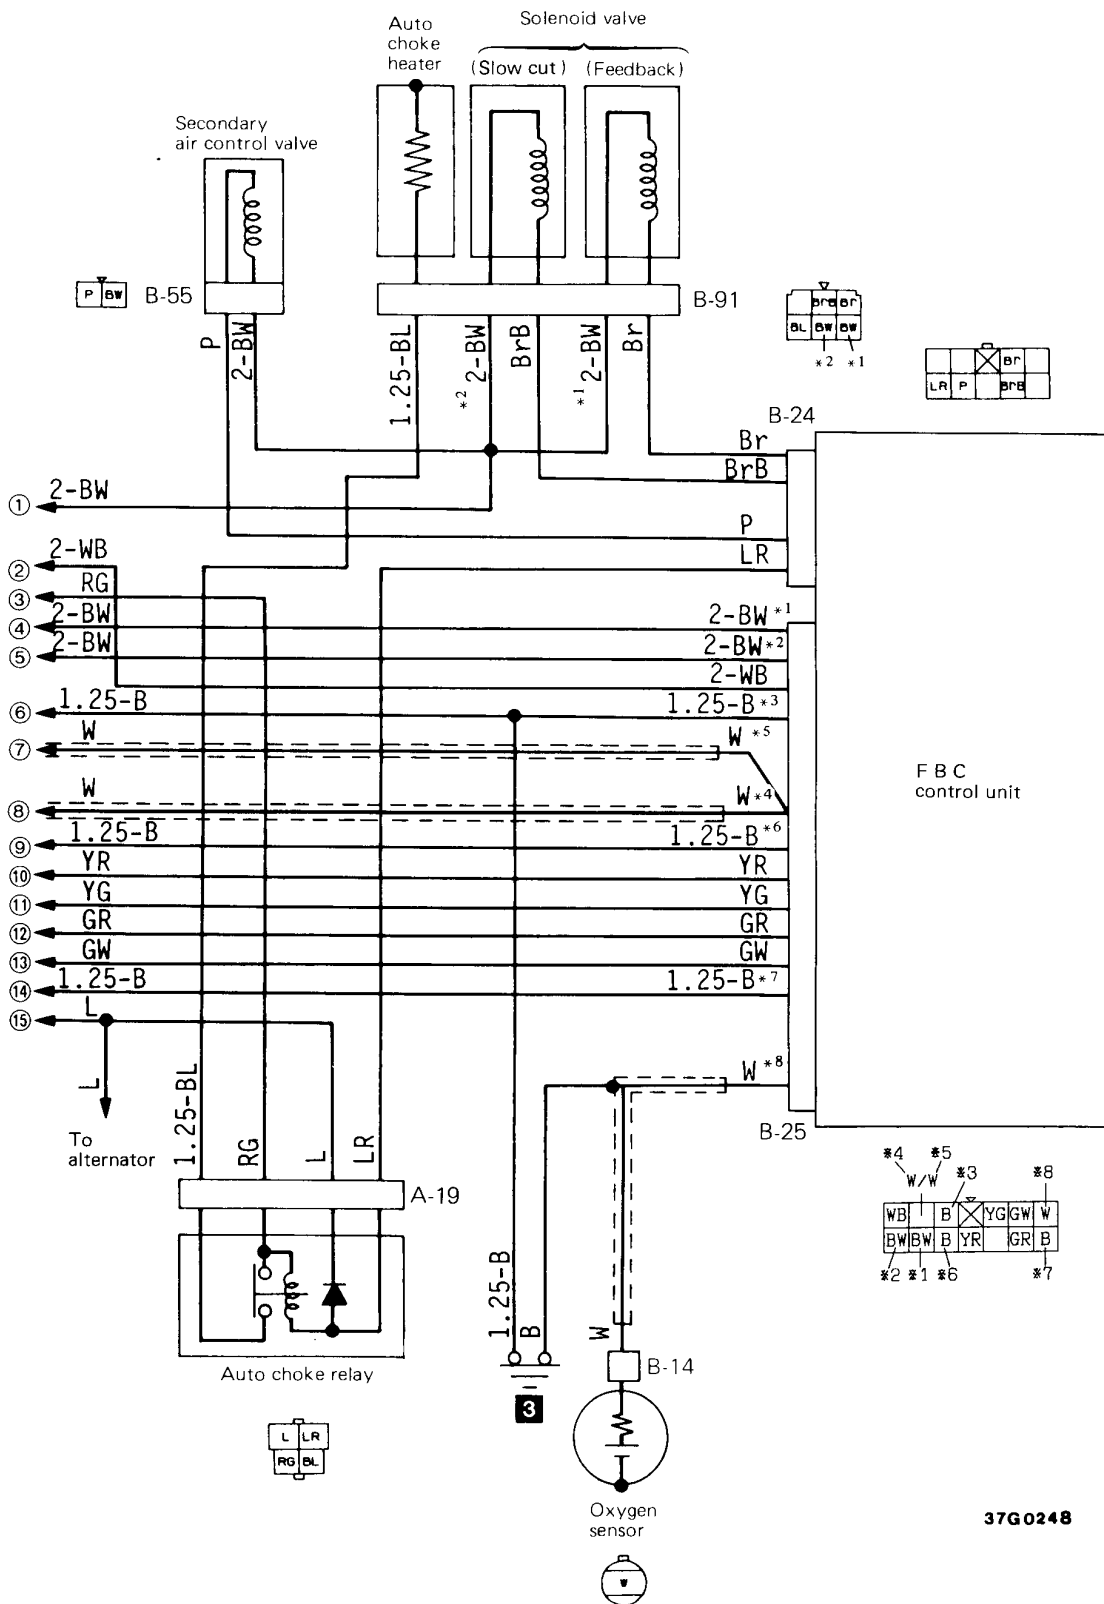 Solenoid valve
Auto
choke
heater
(Slow cut)
(Feedback)
Secondary
air control valve
P BW
B-55
B-91
BrB Br
BL BW BW
*2 *1
P
2-BW
1.25-BL
*2 2-BW
BrB
*1 2-BW
Br
Br
LR P BrB
B-24
Br
BrB
① 2-BW
P
② 2-WB
LR
③ RG
④ 2-BW
2-BW *1
⑤ 2-BW
2-BW *2
2-WB
⑥ 1.25-B
1.25-B *3
⑦ W
W *5
⑧ W
W *4
⑨ 1.25-B
1.25-B *6
⑩ YR
YR
⑪ YG
YG
⑫ GR
GR
⑬ GW
GW
⑭ 1.25-B
1.25-B *7
⑮ L
W *8
F B C
control unit
B-25
L
To
alternator
1.25-BL
RG
L
LR
A-19
Auto choke relay
L LR
RG BL
1.25-B
B
3
W
B-14
Oxygen
sensor
W
*4 *5
W/W *3 *8
WB B YG GW W
BW BW B YR GR B
*2 *1 *6 *7
37G0248